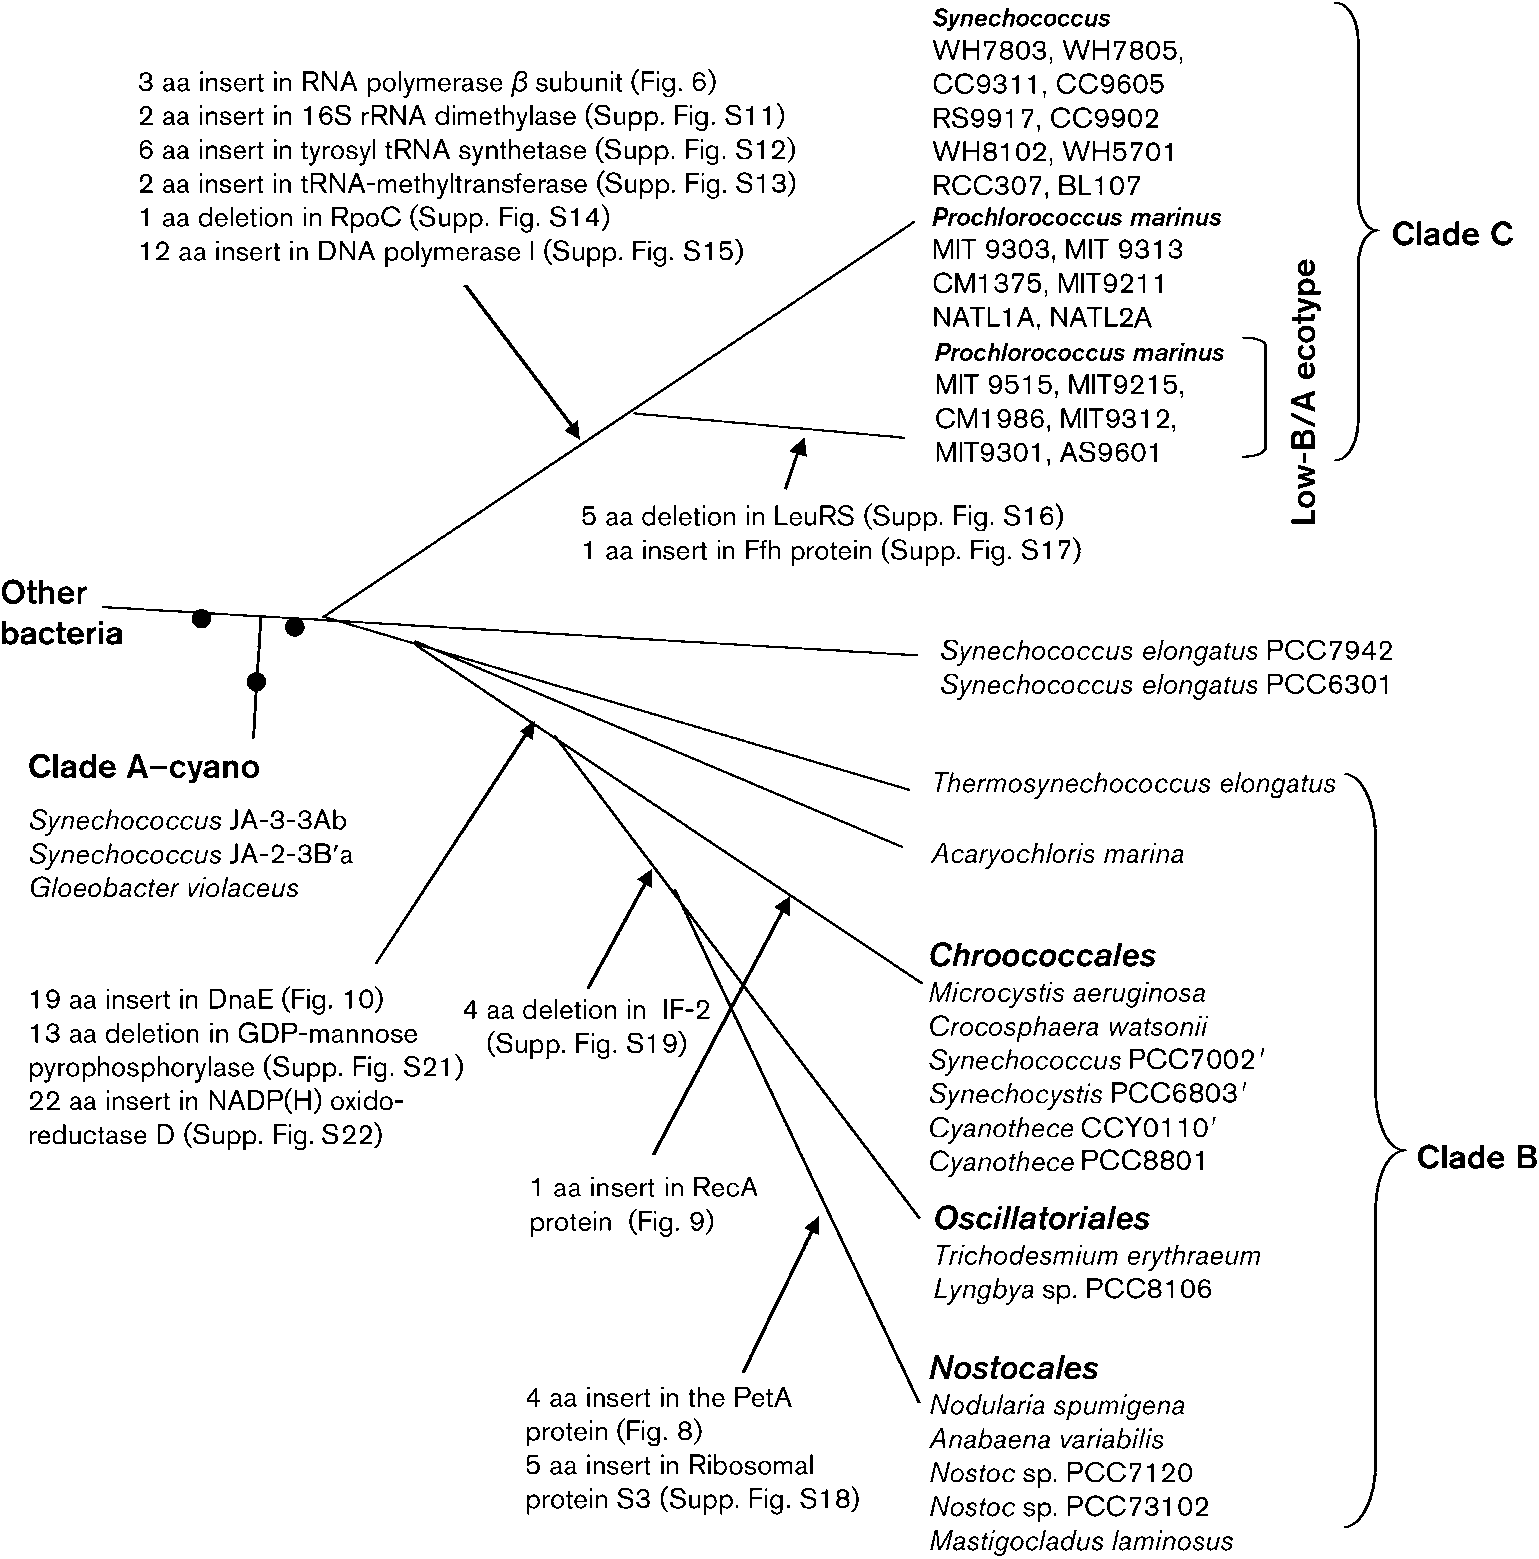 3 aa insert in RNA polymerase β subunit (Fig. 6)
2 aa insert in 16S rRNA dimethylase (Supp. Fig. S11)
6 aa insert in tyrosyl tRNA synthetase (Supp. Fig. S12)
2 aa insert in tRNA-methyltransferase (Supp. Fig. S13)
1 aa deletion in RpoC (Supp. Fig. S14)
12 aa insert in DNA polymerase I (Supp. Fig. S15)
Synechococcus
WH7803, WH7805,
CC9311, CC9605
RS9917, CC9902
WH8102, WH5701
RCC307, BL107
Prochlorococcus marinus
MIT 9303, MIT 9313
CM1375, MIT9211
NATL1A, NATL2A
Prochlorococcus marinus
MIT 9515, MIT9215,
CM1986, MIT9312,
MIT9301, AS9601
Low-B/A ecotype
Clade C
5 aa deletion in LeuRS (Supp. Fig. S16)
1 aa insert in Ffh protein (Supp. Fig. S17)
Other
bacteria
Synechococcus elongatus PCC7942
Synechococcus elongatus PCC6301
Clade A–cyano
Synechococcus JA-3-3Ab
Synechococcus JA-2-3B′a
Gloeobacter violaceus
Thermosynechococcus elongatus
Acaryochloris marina
19 aa insert in DnaE (Fig. 10)
13 aa deletion in GDP-mannose
pyrophosphorylase (Supp. Fig. S21)
22 aa insert in NADP(H) oxido-
reductase D (Supp. Fig. S22)
4 aa deletion in IF-2
(Supp. Fig. S19)
1 aa insert in RecA
protein (Fig. 9)
4 aa insert in the PetA
protein (Fig. 8)
5 aa insert in Ribosomal
protein S3 (Supp. Fig. S18)
Chroococcales
Microcystis aeruginosa
Crocosphaera watsonii
Synechococcus PCC7002′
Synechocystis PCC6803′
Cyanothece CCY0110′
Cyanothece PCC8801
Oscillatoriales
Trichodesmium erythraeum
Lyngbya sp. PCC8106
Nostocales
Nodularia spumigena
Anabaena variabilis
Nostoc sp. PCC7120
Nostoc sp. PCC73102
Mastigocladus laminosus
Clade B